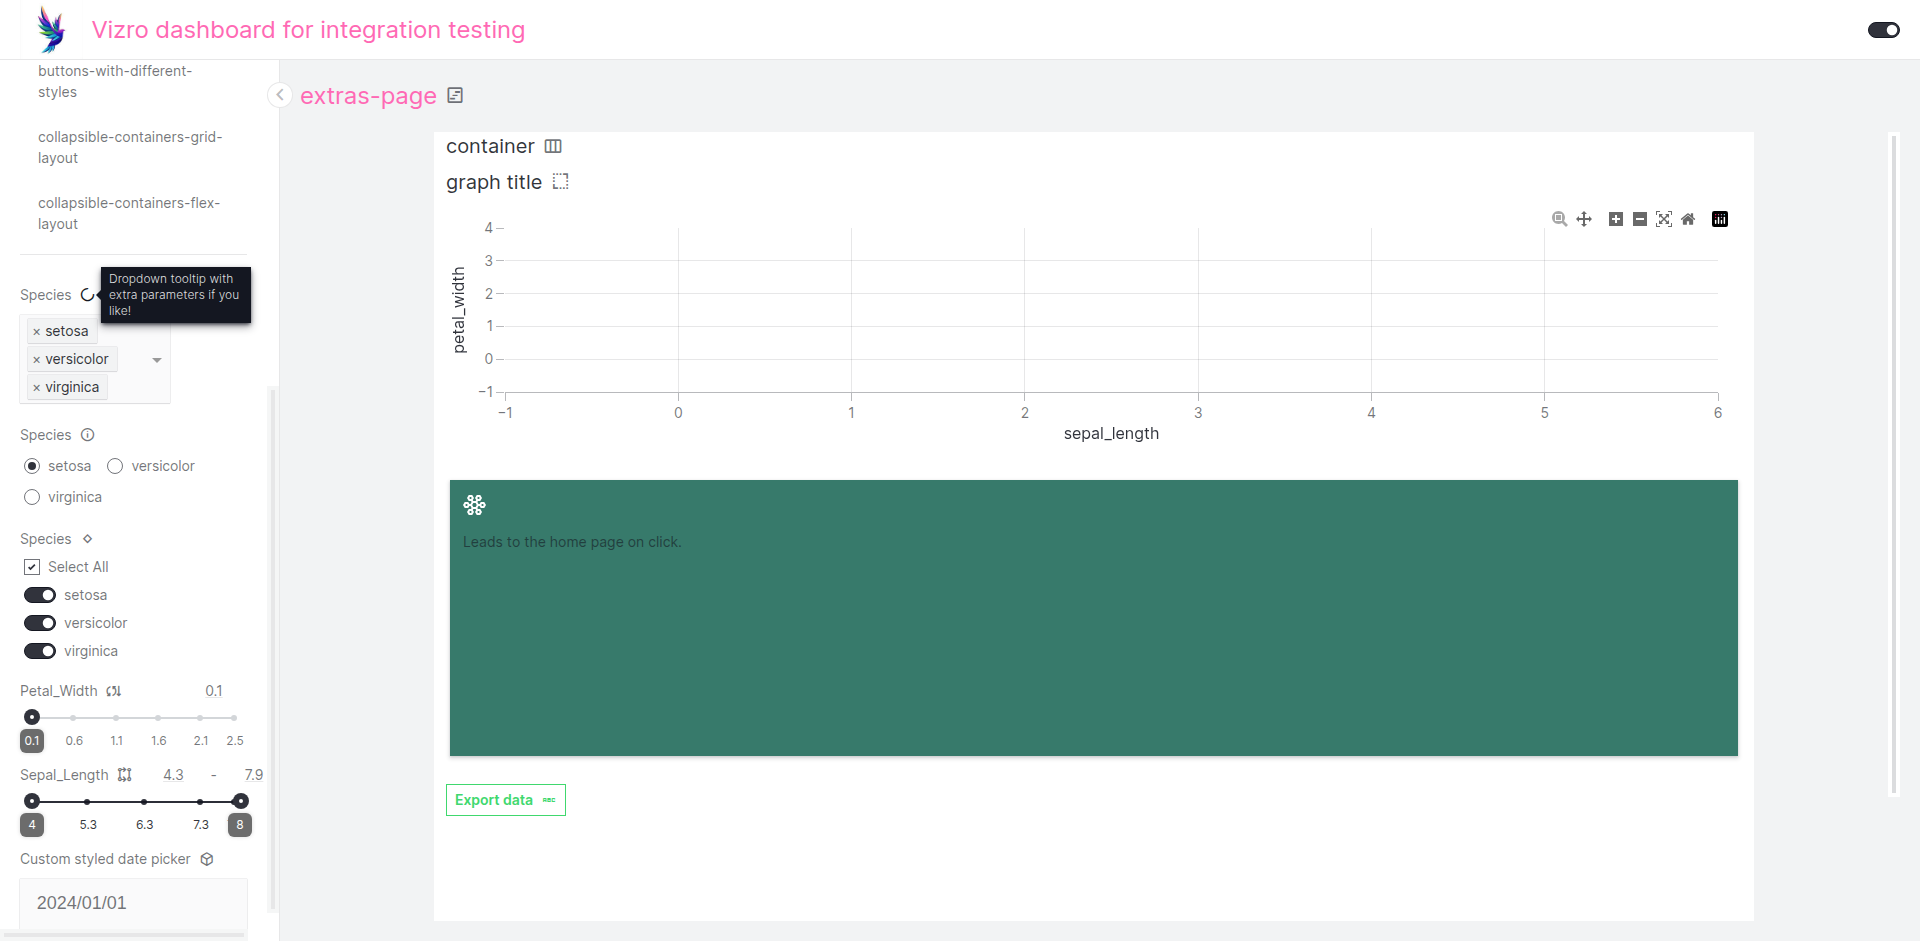 Vizro dashboard for integration testing
buttons-with-different-
styles
collapsible-containers-grid-
layout
collapsible-containers-flex-
layout
Species
Dropdown tooltip with
extra parameters if you
like!
× setosa
× versicolor
× virginica
Species
setosa versicolor
virginica
Species
Select All
setosa
versicolor
virginica
Petal_Width 0.1
0.1 0.6 1.1 1.6 2.1 2.5
Sepal_Length 4.3 - 7.9
4 5.3 6.3 7.3 8
Custom styled date picker
2024/01/01
extras-page
container
graph title
petal_width
4
3
2
1
0
−1
−1 0 1 2 3 4 5 6
sepal_length
Leads to the home page on click.
Export data ABC